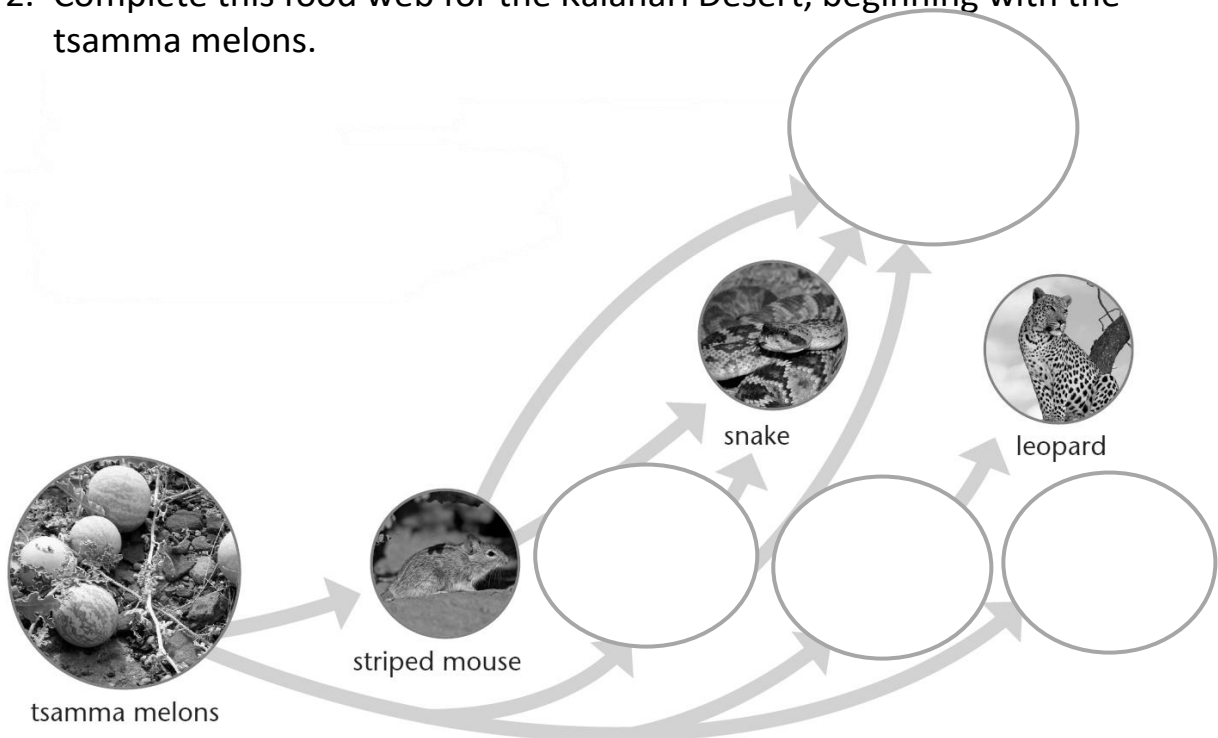 2. Complete this food web for the Kalahari Desert, beginning with the
tsamma melons.
snake
leopard
striped mouse
tsamma melons